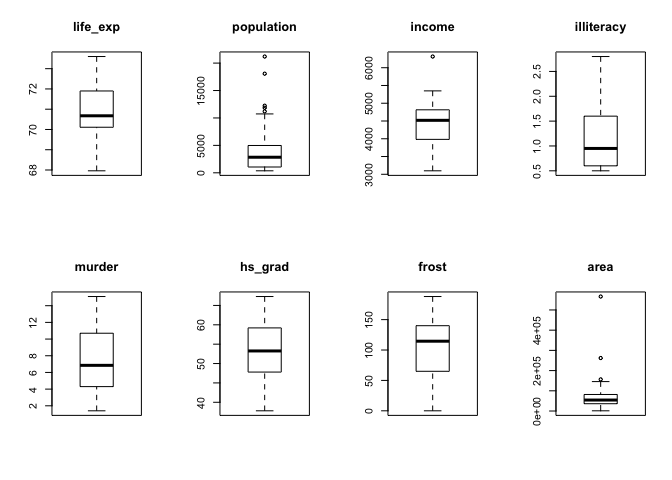 life_exp
68
70
72
population
0
5000
15000
income
3000
4000
5000
6000
illiteracy
0.5
1.0
1.5
2.0
2.5
murder
2
4
6
8
12
hs_grad
40
50
60
frost
0
50
100
150
area
0e+00
2e+05
4e+05